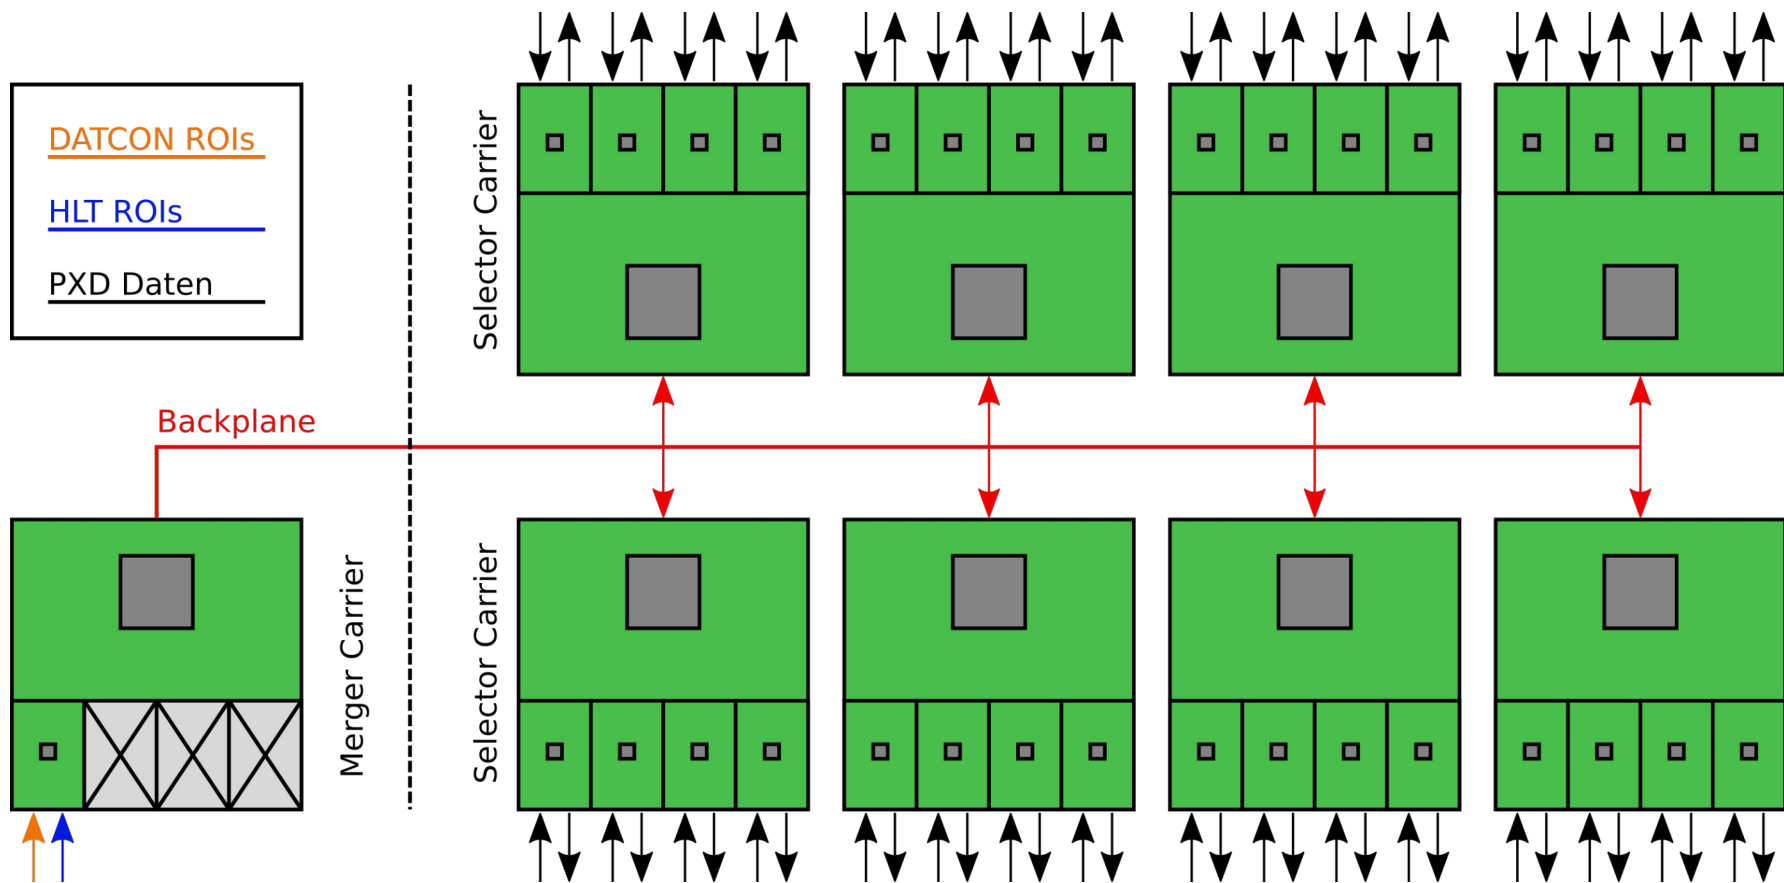 DATCON ROIs
HLT ROIs
PXD Daten
Selector Carrier
Backplane
Merger Carrier
Selector Carrier